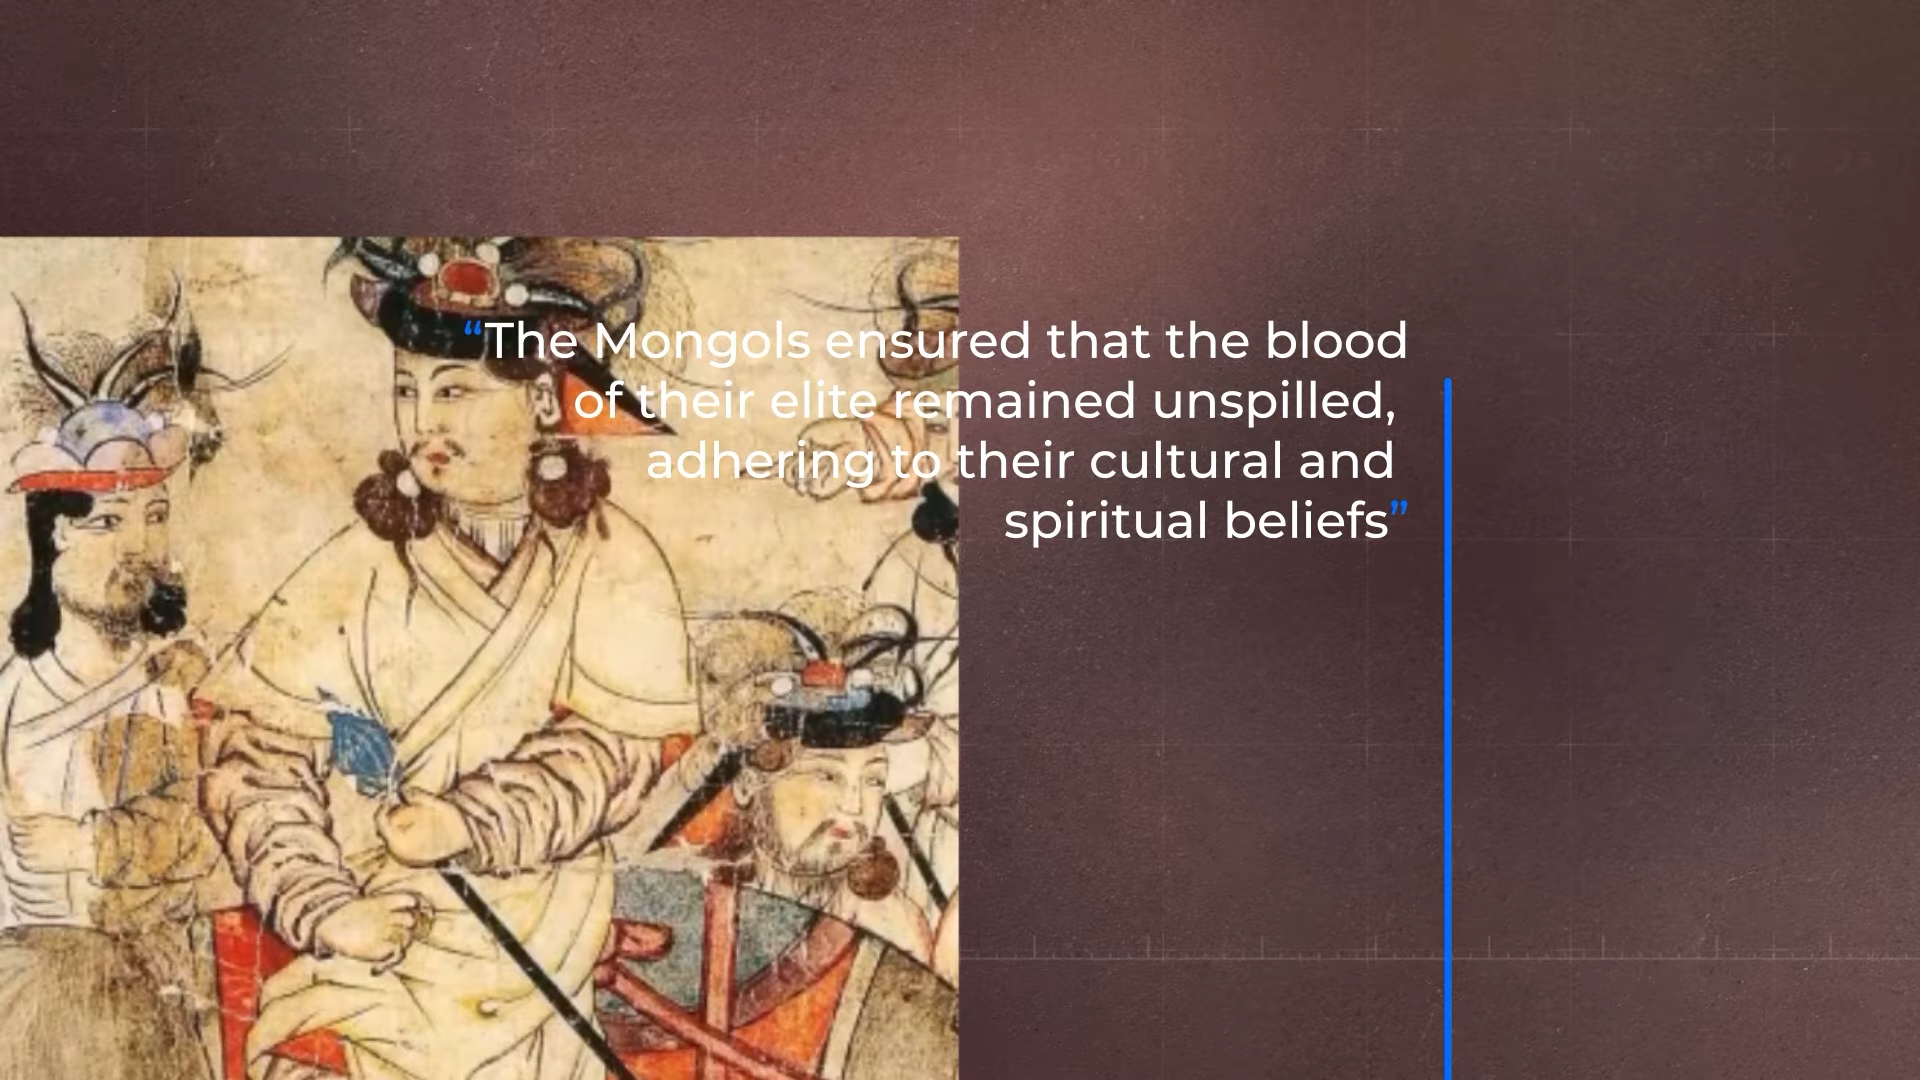 “The Mongols ensured that the blood
of their elite remained unspilled,
adhering to their cultural and
spiritual beliefs”